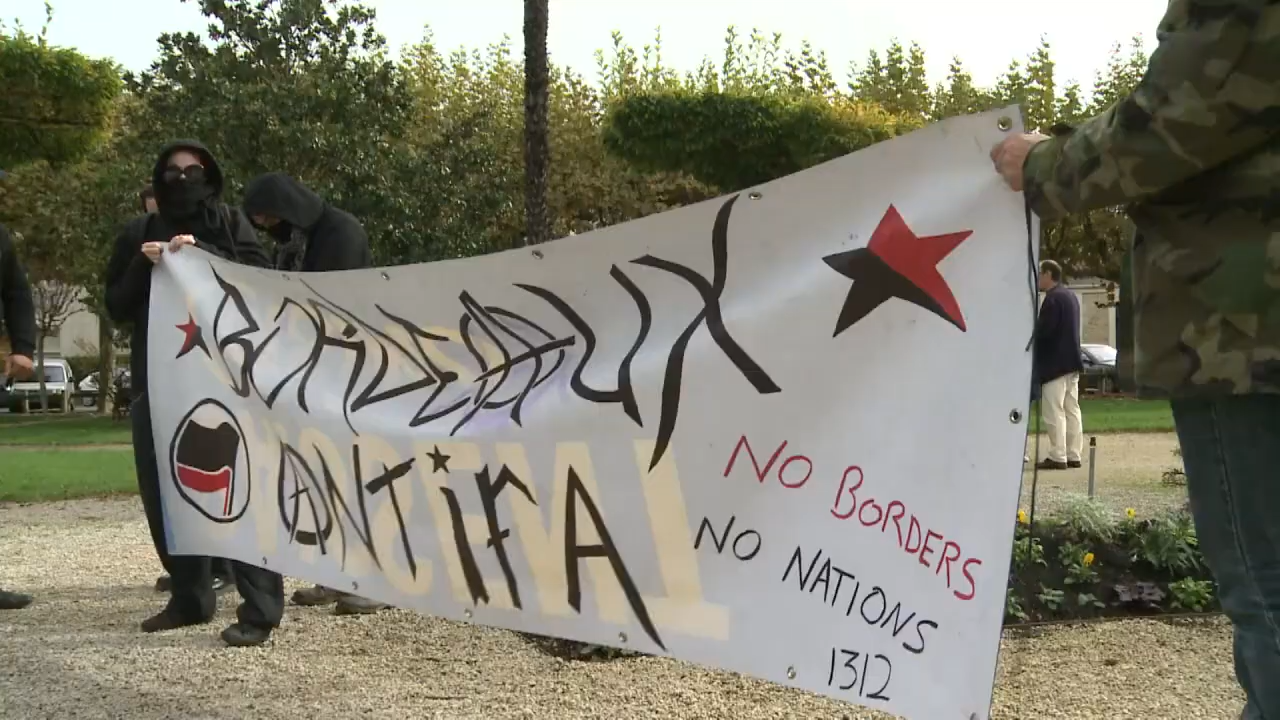 BORDEAUX
ANTifA
NO BORDERS
NO NATIONS
1312